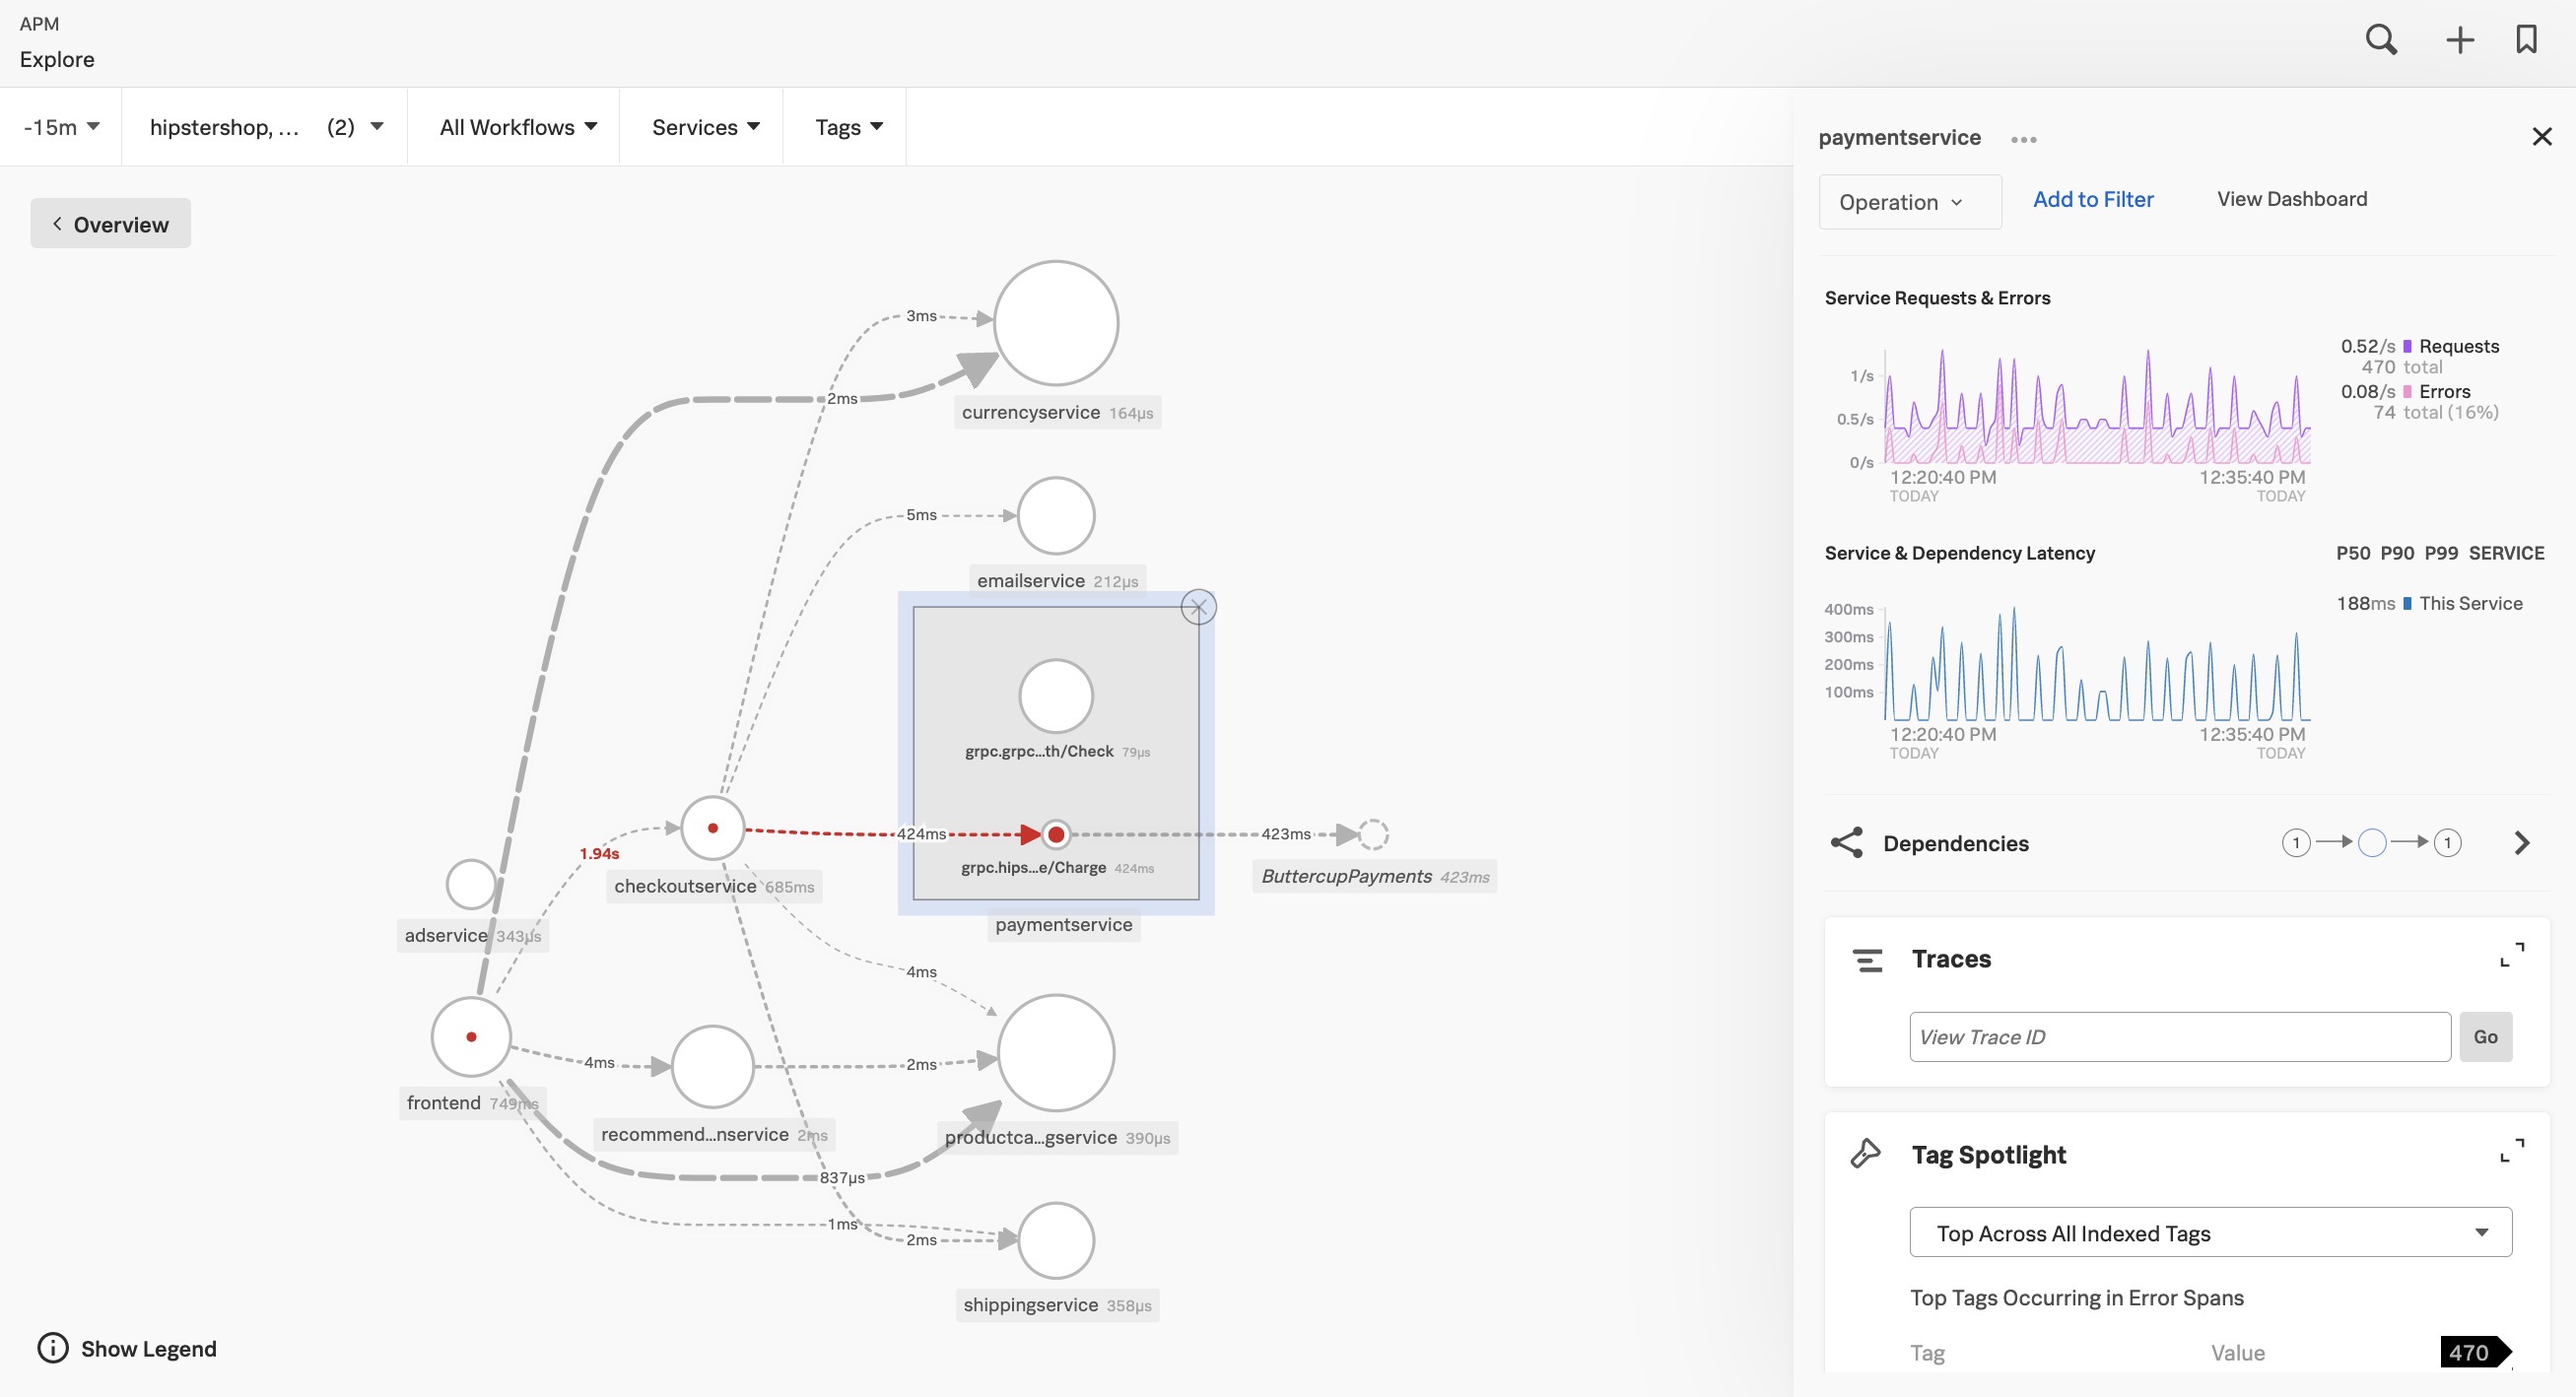 APM
Explore
-15m
hipstershop, ... (2)
All Workflows
Services
Tags
Overview
3ms
2ms
currencyservice 164µs
5ms
emailservice 212µs
grpc.grpc...th/Check 79µs
424ms
423ms
grpc.hips...e/Charge 424ms
ButtercupPayments 423ms
paymentservice
1.94s
checkoutservice 685ms
adservice 343µs
4ms
frontend 749ms
4ms
2ms
recommend...nservice 2ms
productca...gservice 390µs
837µs
1ms
2ms
shippingservice 358µs
Show Legend
paymentservice
Operation
Add to Filter
View Dashboard
Service Requests & Errors
1/s
0.5/s
0/s
12:20:40 PM
TODAY
12:35:40 PM
TODAY
0.52/s Requests
470 total
0.08/s Errors
74 total (16%)
Service & Dependency Latency
P50 P90 P99 SERVICE
400ms
300ms
200ms
100ms
12:20:40 PM
TODAY
12:35:40 PM
TODAY
188ms This Service
Dependencies
1
1
Traces
View Trace ID
Go
Tag Spotlight
Top Across All Indexed Tags
Top Tags Occurring in Error Spans
Tag Value 470